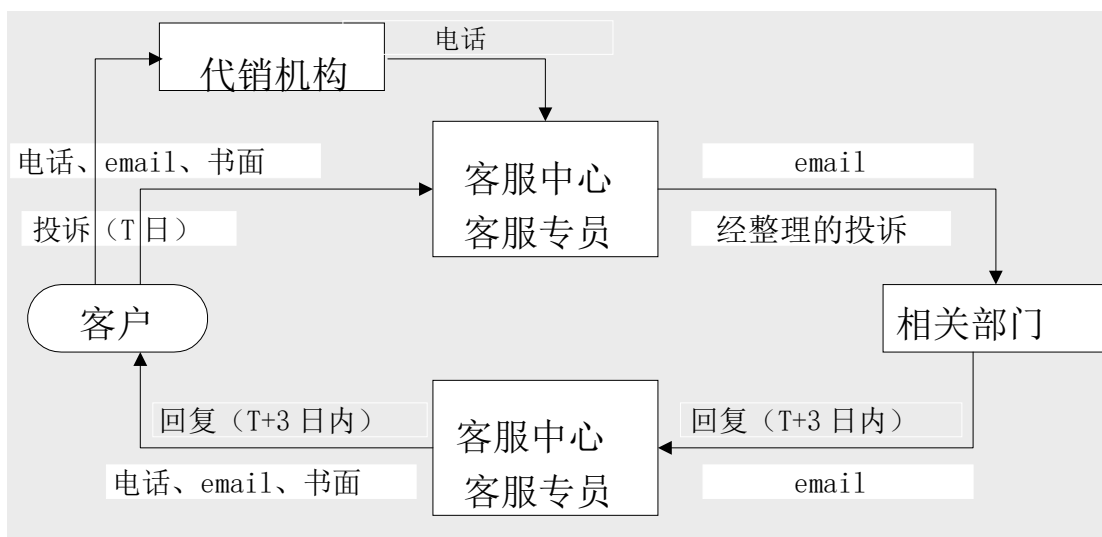 电话
代销机构
电话、email、书面
客服中心
客服专员
email
投诉（T 日）
经整理的投诉
客户
相关部门
回复（T+3 日内）
客服中心
客服专员
回复（T+3 日内）
电话、email、书面
email